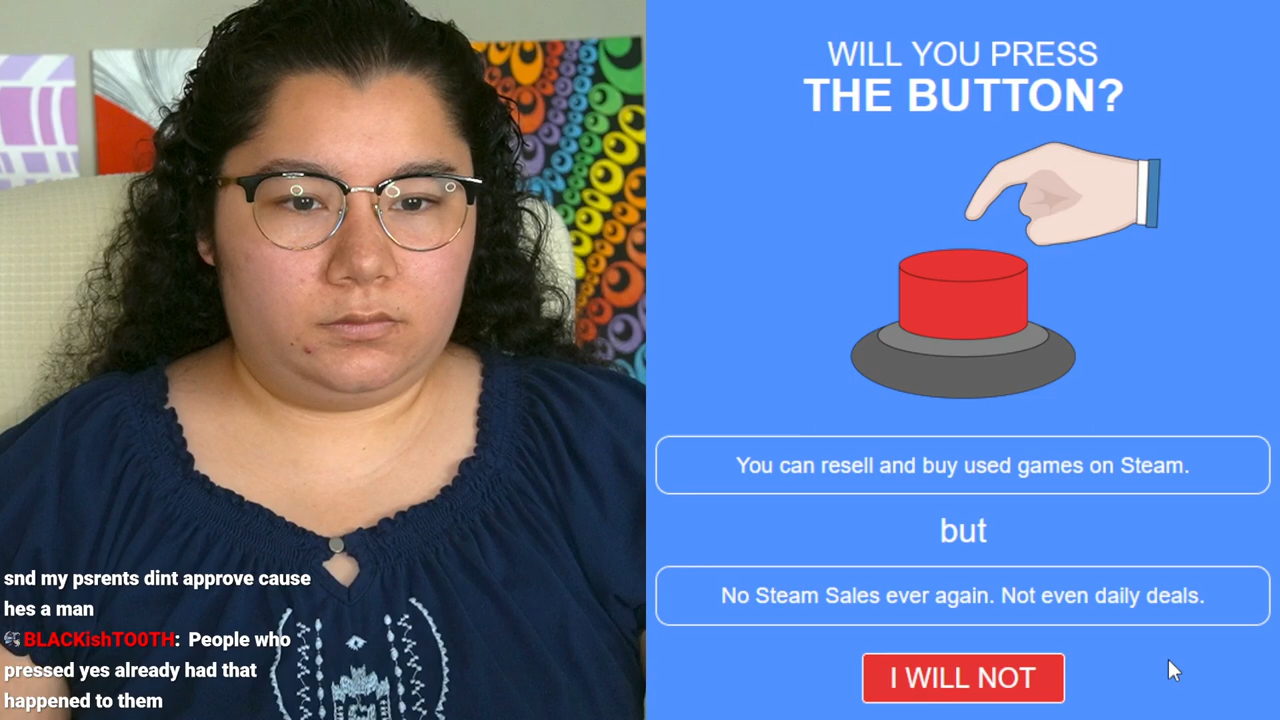 WILL YOU PRESS
THE BUTTON?
You can resell and buy used games on Steam.
but
No Steam Sales ever again. Not even daily deals.
I WILL NOT
snd my psrents dint approve cause
hes a man
BLACKishTO0TH: People who
pressed yes already had that
happened to them